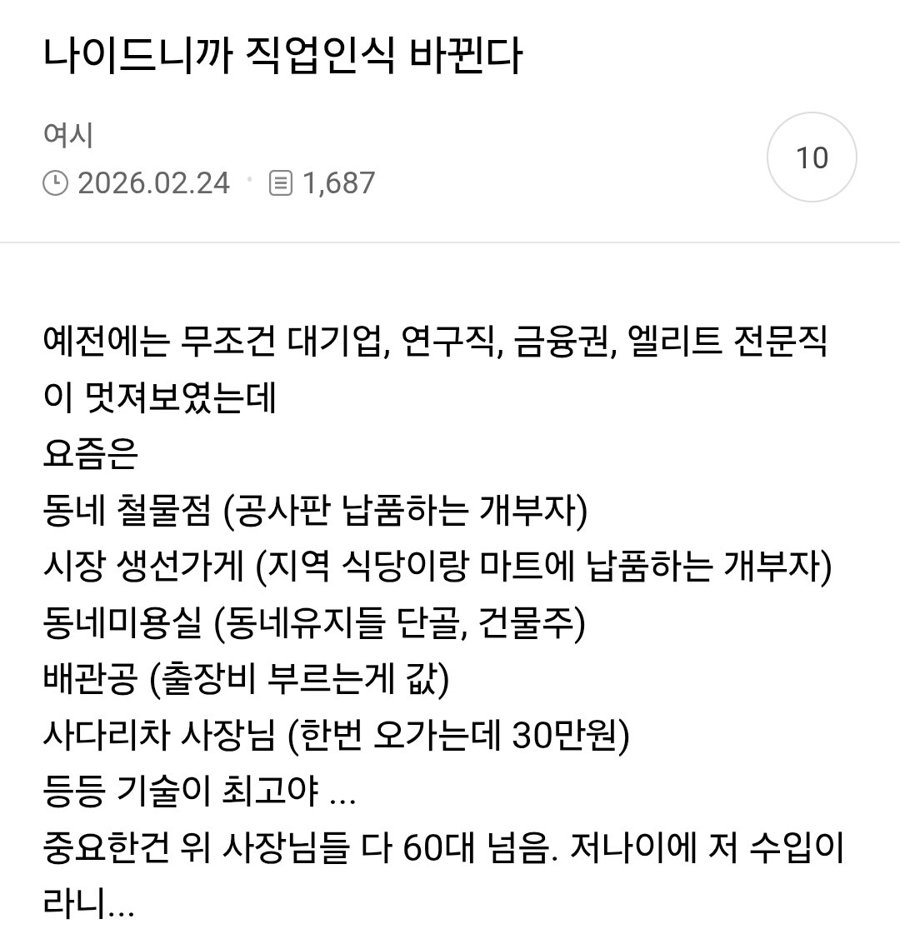 나이드니까 직업인식 바뀐다
여시
2026.02.24 · 1,687
10
예전에는 무조건 대기업, 연구직, 금융권, 엘리트 전문직
이 멋져보였는데
요즘은
동네 철물점 (공사판 납품하는 개부자)
시장 생선가게 (지역 식당이랑 마트에 납품하는 개부자)
동네미용실 (동네유지들 단골, 건물주)
배관공 (출장비 부르는게 값)
사다리차 사장님 (한번 오가는데 30만원)
등등 기술이 최고야 ...
중요한건 위 사장님들 다 60대 넘음. 저나이에 저 수입이
라니...